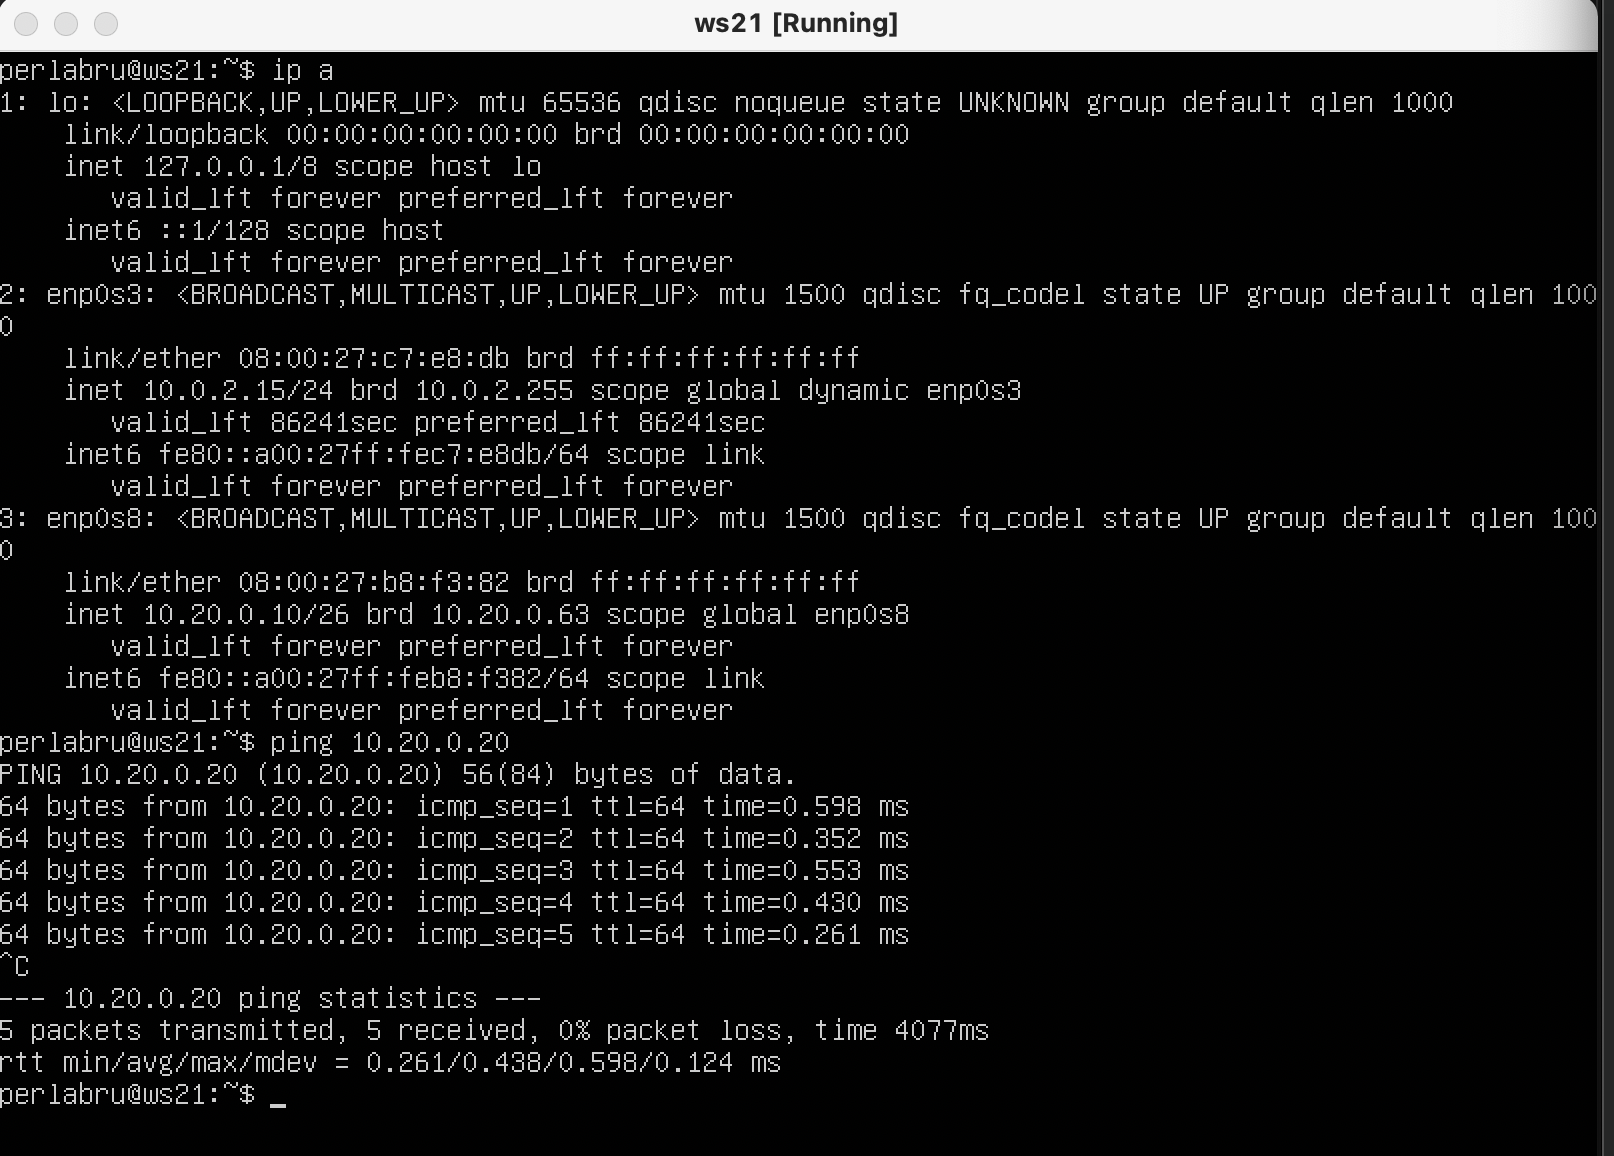 ws21 [Running]
perlabru@ws21:~$ ip a
1: lo: <LOOPBACK,UP,LOWER_UP> mtu 65536 qdisc noqueue state UNKNOWN group default qlen 1000
    link/loopback 00:00:00:00:00:00 brd 00:00:00:00:00:00
    inet 127.0.0.1/8 scope host lo
       valid_lft forever preferred_lft forever
    inet6 ::1/128 scope host
       valid_lft forever preferred_lft forever
2: enp0s3: <BROADCAST,MULTICAST,UP,LOWER_UP> mtu 1500 qdisc fq_codel state UP group default qlen 100
0
    link/ether 08:00:27:c7:e8:db brd ff:ff:ff:ff:ff:ff
    inet 10.0.2.15/24 brd 10.0.2.255 scope global dynamic enp0s3
       valid_lft 86241sec preferred_lft 86241sec
    inet6 fe80::a00:27ff:fec7:e8db/64 scope link
       valid_lft forever preferred_lft forever
3: enp0s8: <BROADCAST,MULTICAST,UP,LOWER_UP> mtu 1500 qdisc fq_codel state UP group default qlen 100
0
    link/ether 08:00:27:b8:f3:82 brd ff:ff:ff:ff:ff:ff
    inet 10.20.0.10/26 brd 10.20.0.63 scope global enp0s8
       valid_lft forever preferred_lft forever
    inet6 fe80::a00:27ff:feb8:f382/64 scope link
       valid_lft forever preferred_lft forever
perlabru@ws21:~$ ping 10.20.0.20
PING 10.20.0.20 (10.20.0.20) 56(84) bytes of data.
64 bytes from 10.20.0.20: icmp_seq=1 ttl=64 time=0.598 ms
64 bytes from 10.20.0.20: icmp_seq=2 ttl=64 time=0.352 ms
64 bytes from 10.20.0.20: icmp_seq=3 ttl=64 time=0.553 ms
64 bytes from 10.20.0.20: icmp_seq=4 ttl=64 time=0.430 ms
64 bytes from 10.20.0.20: icmp_seq=5 ttl=64 time=0.261 ms
^C
--- 10.20.0.20 ping statistics ---
5 packets transmitted, 5 received, 0% packet loss, time 4077ms
rtt min/avg/max/mdev = 0.261/0.438/0.598/0.124 ms
perlabru@ws21:~$ _